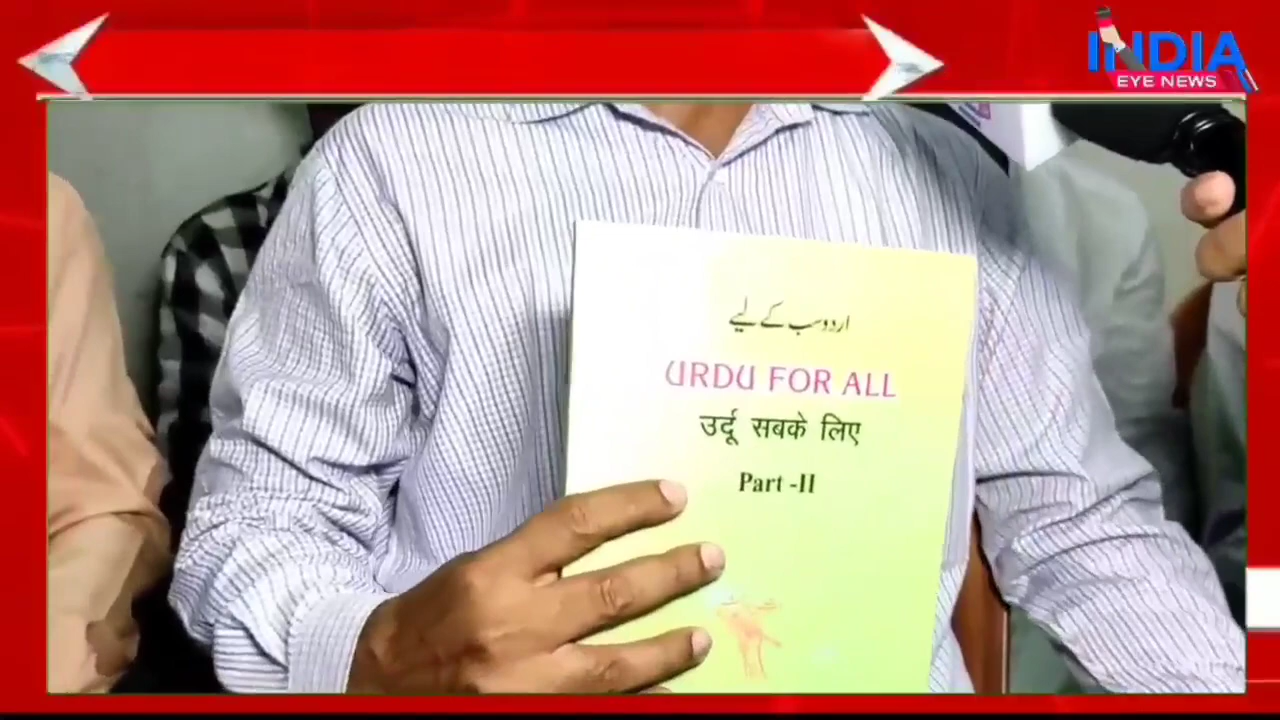 INDIA
EYE NEWS
اردو سب کے لیے
URDU FOR ALL
उर्दू सबके लिए
Part -II